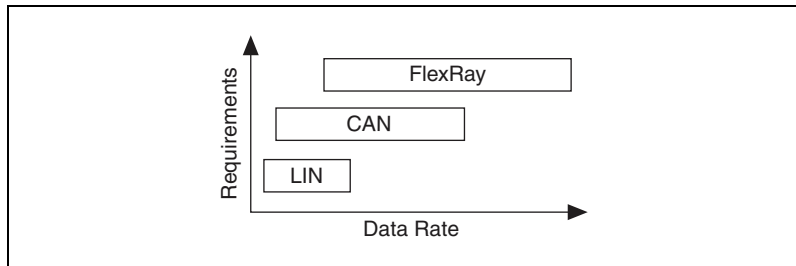 Requirements
FlexRay
CAN
LIN
Data Rate